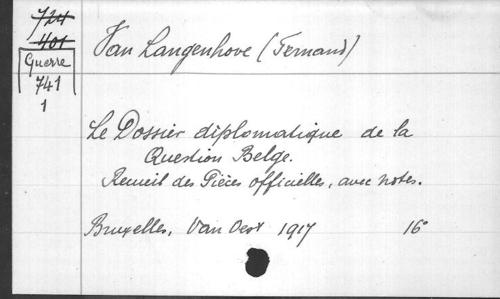 724
401
Guerre
741
1
Van Langenhove (Fernand)
Le Dossier diplomatique de la
Question Belge.
Recueil des Pièces officielles, avec notes.
Bruxelles, Van Oest 1917 16°